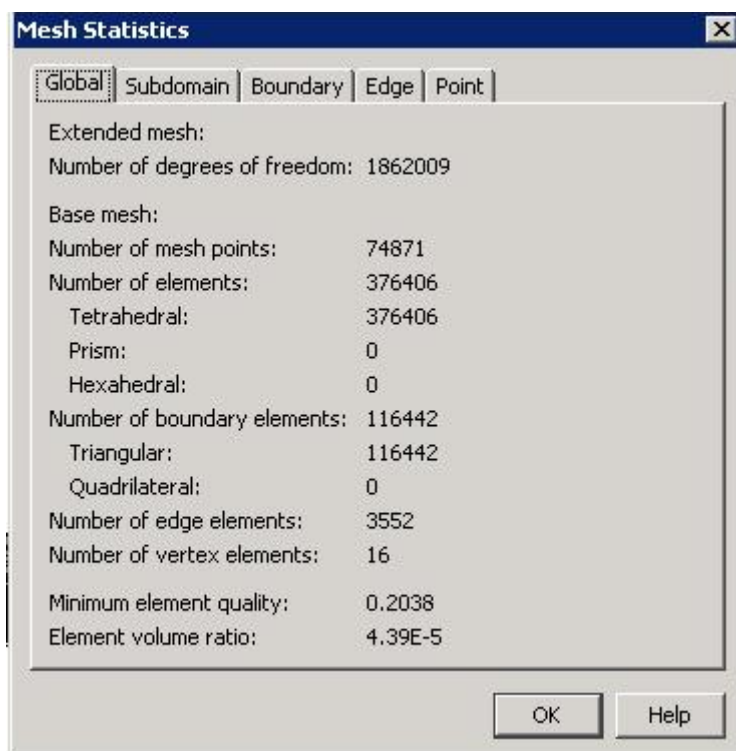 Mesh Statistics
Global Subdomain Boundary Edge Point
Extended mesh:
Number of degrees of freedom: 1862009
Base mesh:
Number of mesh points: 74871
Number of elements: 376406
Tetrahedral: 376406
Prism: 0
Hexahedral: 0
Number of boundary elements: 116442
Triangular: 116442
Quadrilateral: 0
Number of edge elements: 3552
Number of vertex elements: 16
Minimum element quality: 0.2038
Element volume ratio: 4.39E-5
OK Help